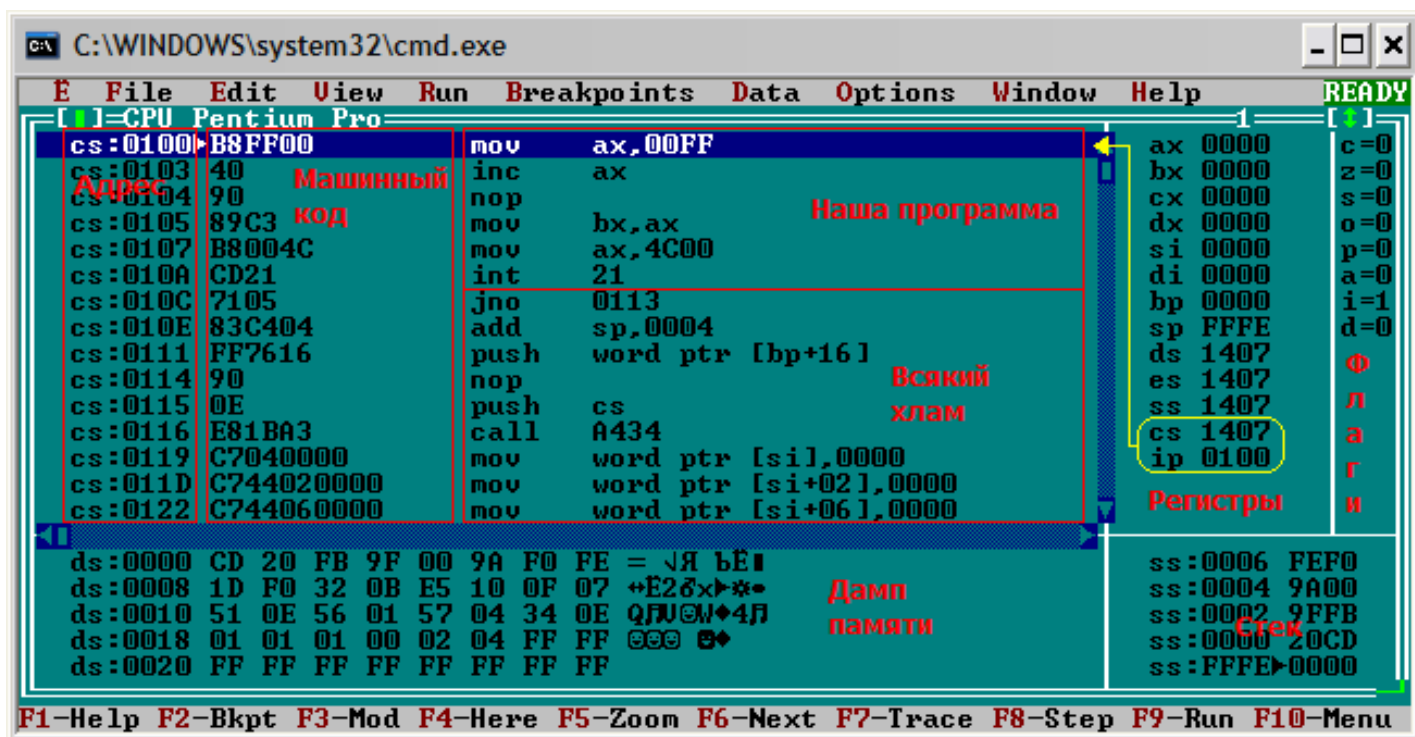 C:\WINDOWS\system32\cmd.exe
Ё File Edit View Run Breakpoints Data Options Window Help READY
CPU Pentium Pro 1
cs:0100 B8FF00 mov ax,00FF ax 0000 c=0
cs:0103 40 inc ax bx 0000 z=0
Адрес Машинный код
cs:0104 90 nop cx 0000 s=0
Наша программа
cs:0105 89C3 mov bx,ax dx 0000 o=0
cs:0107 B8004C mov ax,4C00 si 0000 p=0
cs:010A CD21 int 21 di 0000 a=0
cs:010C 7105 jno 0113 bp 0000 i=1
cs:010E 83C404 add sp,0004 sp FFFE d=0
cs:0111 FF7616 push word ptr [bp+16] ds 1407
cs:0114 90 nop es 1407
Всякий хлам
Флаги
cs:0115 0E push cs ss 1407
cs:0116 E81BA3 call A434 cs 1407
cs:0119 C7040000 mov word ptr [si],0000 ip 0100
cs:011D C744020000 mov word ptr [si+02],0000
Регистры
cs:0122 C744060000 mov word ptr [si+06],0000
ds:0000 CD 20 FB 9F 00 9A F0 FE = √Я ЪЁ■ ss:0006 FEF0
ds:0008 1D F0 32 0B E5 10 0F 07 ↔Ё2♂х►☼• ss:0004 9A00
Дамп памяти
ds:0010 51 0E 56 01 57 04 34 0E Q♫V☺W♦4♫ ss:0002 9FFB
Стек
ds:0018 01 01 01 00 02 04 FF FF ☺☺☺ ☻♦ ss:0000 20CD
ds:0020 FF FF FF FF FF FF FF FF ss:FFFE►0000
F1-Help F2-Bkpt F3-Mod F4-Here F5-Zoom F6-Next F7-Trace F8-Step F9-Run F10-Menu